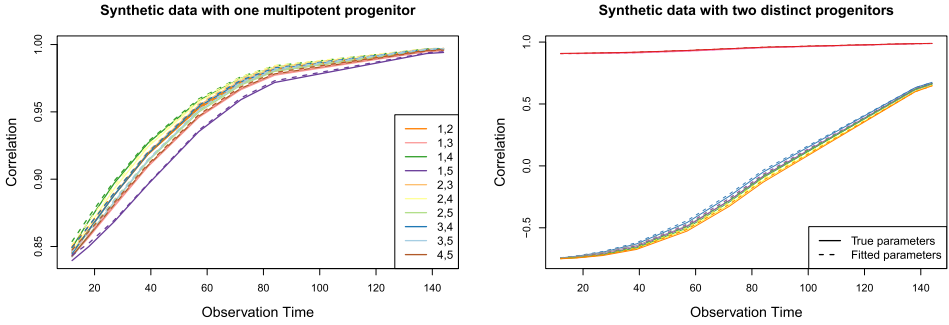 Synthetic data with one multipotent progenitor
Correlation
1.00
0.95
0.90
0.85
20 40 60 80 100 120 140
Observation Time
1,2
1,3
1,4
1,5
2,3
2,4
2,5
3,4
3,5
4,5
Synthetic data with two distinct progenitors
Correlation
1.0
0.5
0.0
−0.5
20 40 60 80 100 120 140
Observation Time
True parameters
Fitted parameters